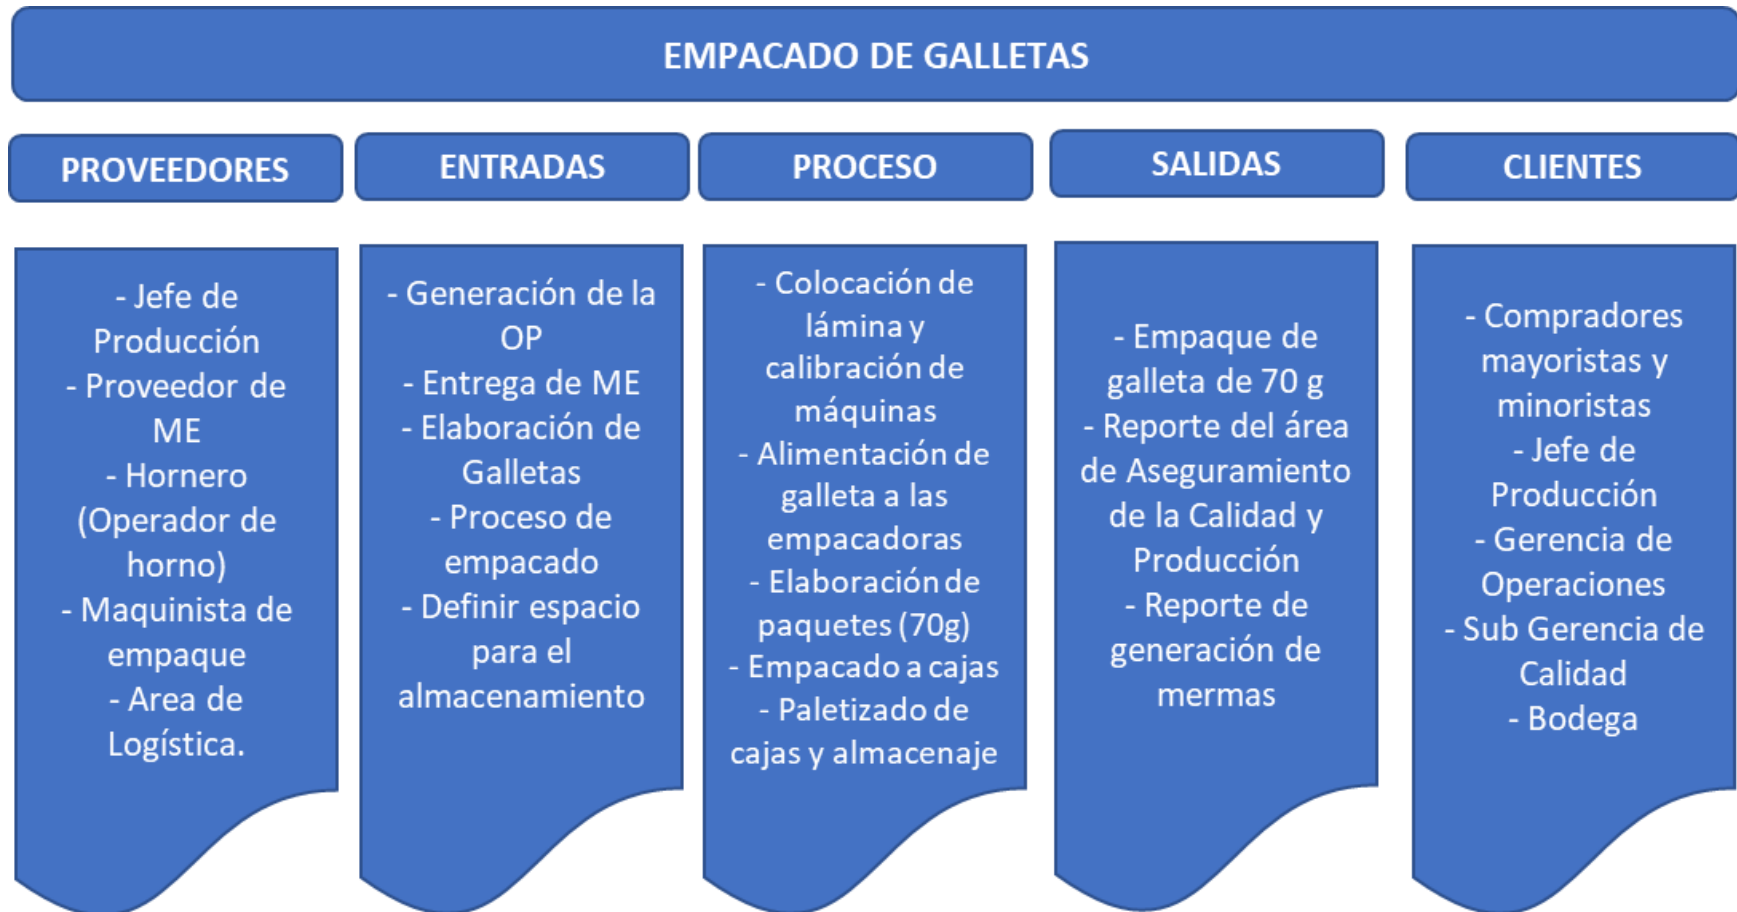 EMPACADO DE GALLETAS
PROVEEDORES
- Jefe de
Producción
- Proveedor de
ME
- Hornero
(Operador de
horno)
- Maquinista de
empaque
- Area de
Logística.
ENTRADAS
- Generación de la
OP
- Entrega de ME
- Elaboración de
Galletas
- Proceso de
empacado
- Definir espacio
para el
almacenamiento
PROCESO
- Colocación de
lámina y
calibración de
máquinas
- Alimentación de
galleta a las
empacadoras
- Elaboración de
paquetes (70g)
- Empacado a cajas
- Paletizado de
cajas y almacenaje
SALIDAS
- Empaque de
galleta de 70 g
- Reporte del área
de Aseguramiento
de la Calidad y
Producción
- Reporte de
generación de
mermas
CLIENTES
- Compradores
mayoristas y
minoristas
- Jefe de
Producción
- Gerencia de
Operaciones
- Sub Gerencia de
Calidad
- Bodega